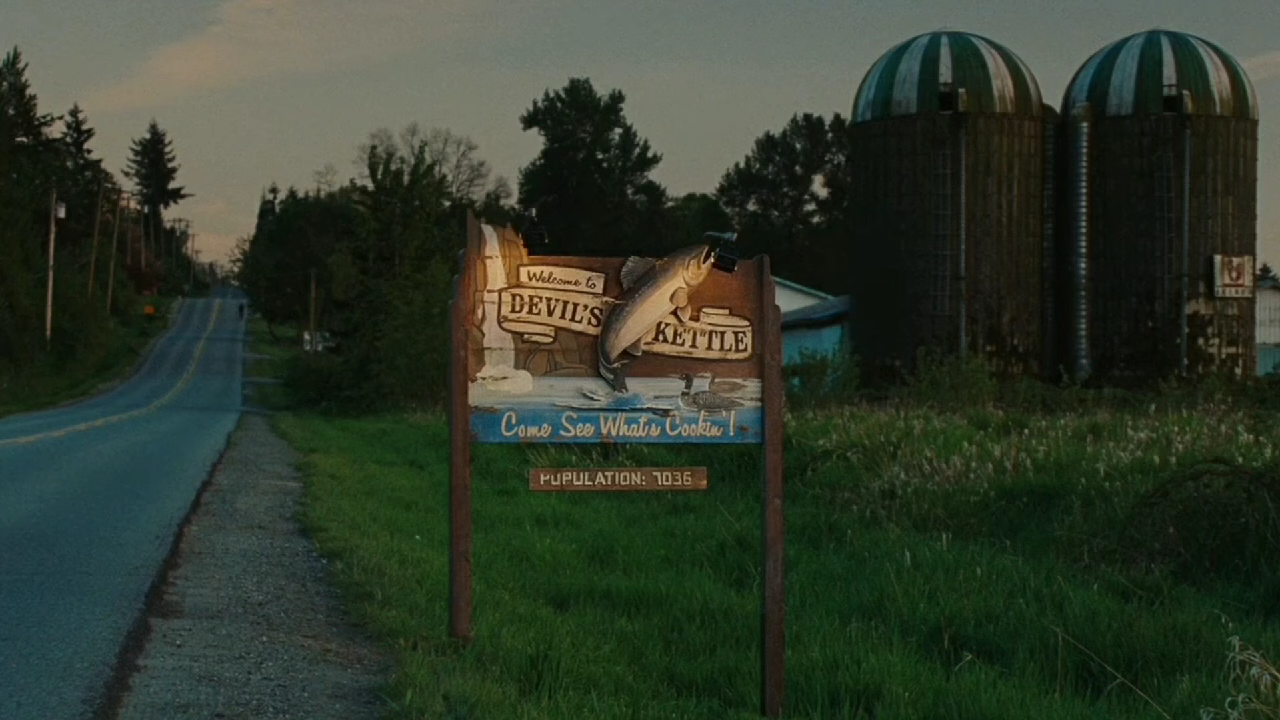 Welcome to
DEVIL'S
KETTLE
Come See What's Cookin'!
POPULATION: 7036